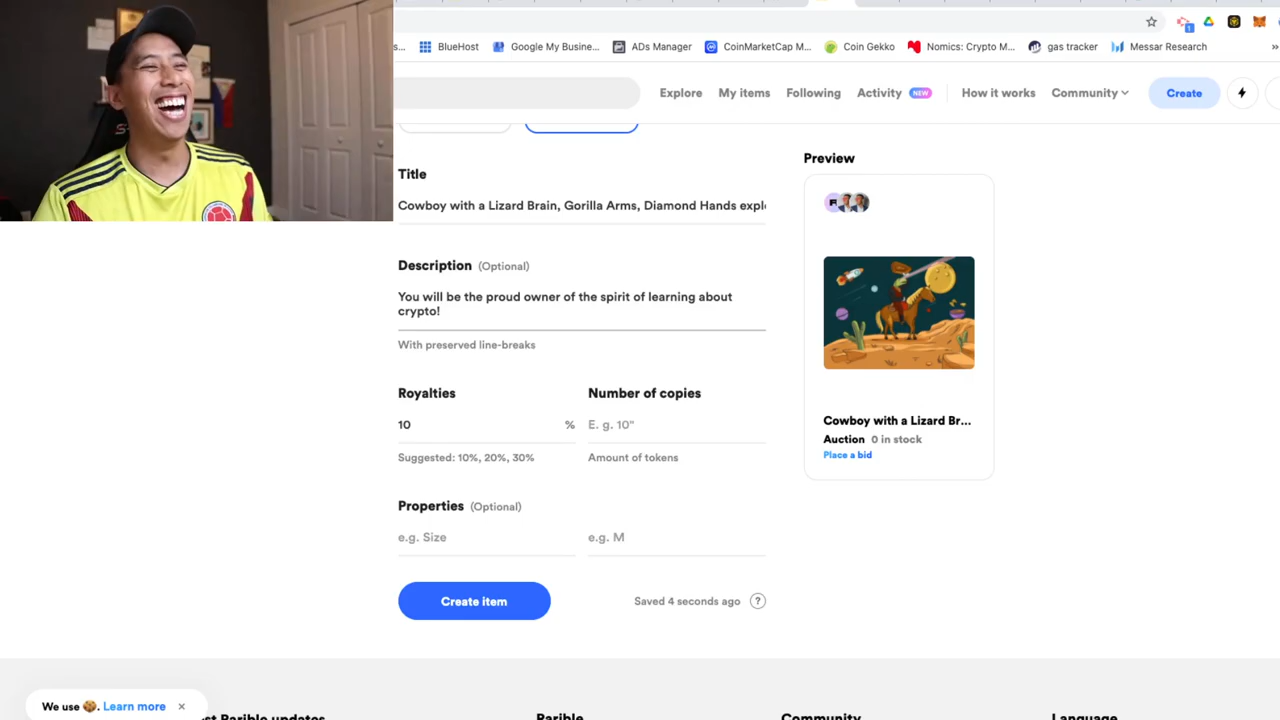 s...
BlueHost
Google My Busine...
ADs Manager
CoinMarketCap M...
Coin Gekko
Nomics: Crypto M...
gas tracker
Messar Research
»
Explore
My items
Following
Activity NEW
How it works
Community
Create
Preview
Title
Cowboy with a Lizard Brain, Gorilla Arms, Diamond Hands expl
Description (Optional)
You will be the proud owner of the spirit of learning about
crypto!
With preserved line-breaks
Royalties
Number of copies
10 %
E. g. 10"
Suggested: 10%, 20%, 30%
Amount of tokens
Properties (Optional)
e.g. Size
e.g. M
Create item
Saved 4 seconds ago ?
Cowboy with a Lizard Br...
Auction 0 in stock
Place a bid
We use 🍪. Learn more ×
st Rarible updates
Rarible
Community
Language